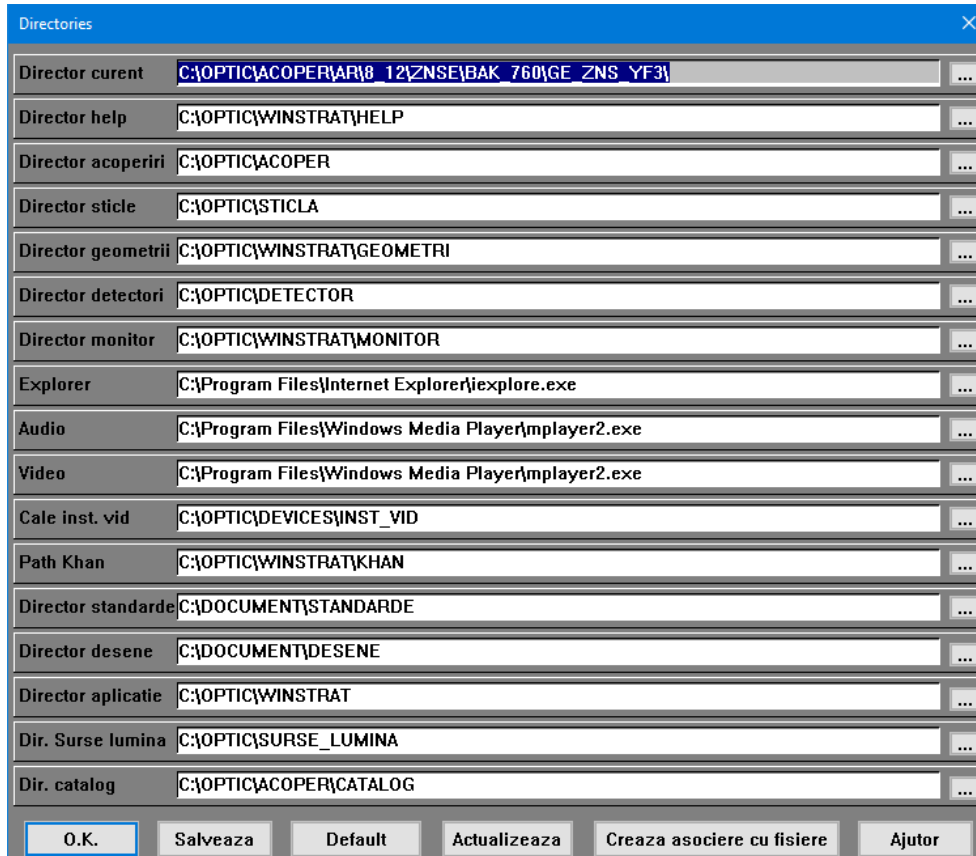 Directories
Director curent C:\OPTIC\ACOPER\AR\8_12\ZNSE\BAK_760\GE_ZNS_YF3\ ...
Director help C:\OPTIC\WINSTRAT\HELP ...
Director acoperiri C:\OPTIC\ACOPER ...
Director sticle C:\OPTIC\STICLA ...
Director geometrii C:\OPTIC\WINSTRAT\GEOMETRI ...
Director detectori C:\OPTIC\DETECTOR ...
Director monitor C:\OPTIC\WINSTRAT\MONITOR ...
Explorer C:\Program Files\Internet Explorer\iexplore.exe ...
Audio C:\Program Files\Windows Media Player\mplayer2.exe ...
Video C:\Program Files\Windows Media Player\mplayer2.exe ...
Cale inst. vid C:\OPTIC\DEVICES\INST_VID ...
Path Khan C:\OPTIC\WINSTRAT\KHAN ...
Director standarde C:\DOCUMENT\STANDARDE ...
Director desene C:\DOCUMENT\DESENE ...
Director aplicatie C:\OPTIC\WINSTRAT ...
Dir. Surse lumina C:\OPTIC\SURSE_LUMINA ...
Dir. catalog C:\OPTIC\ACOPER\CATALOG ...
O.K. Salveaza Default Actualizeaza Creaza asociere cu fisiere Ajutor